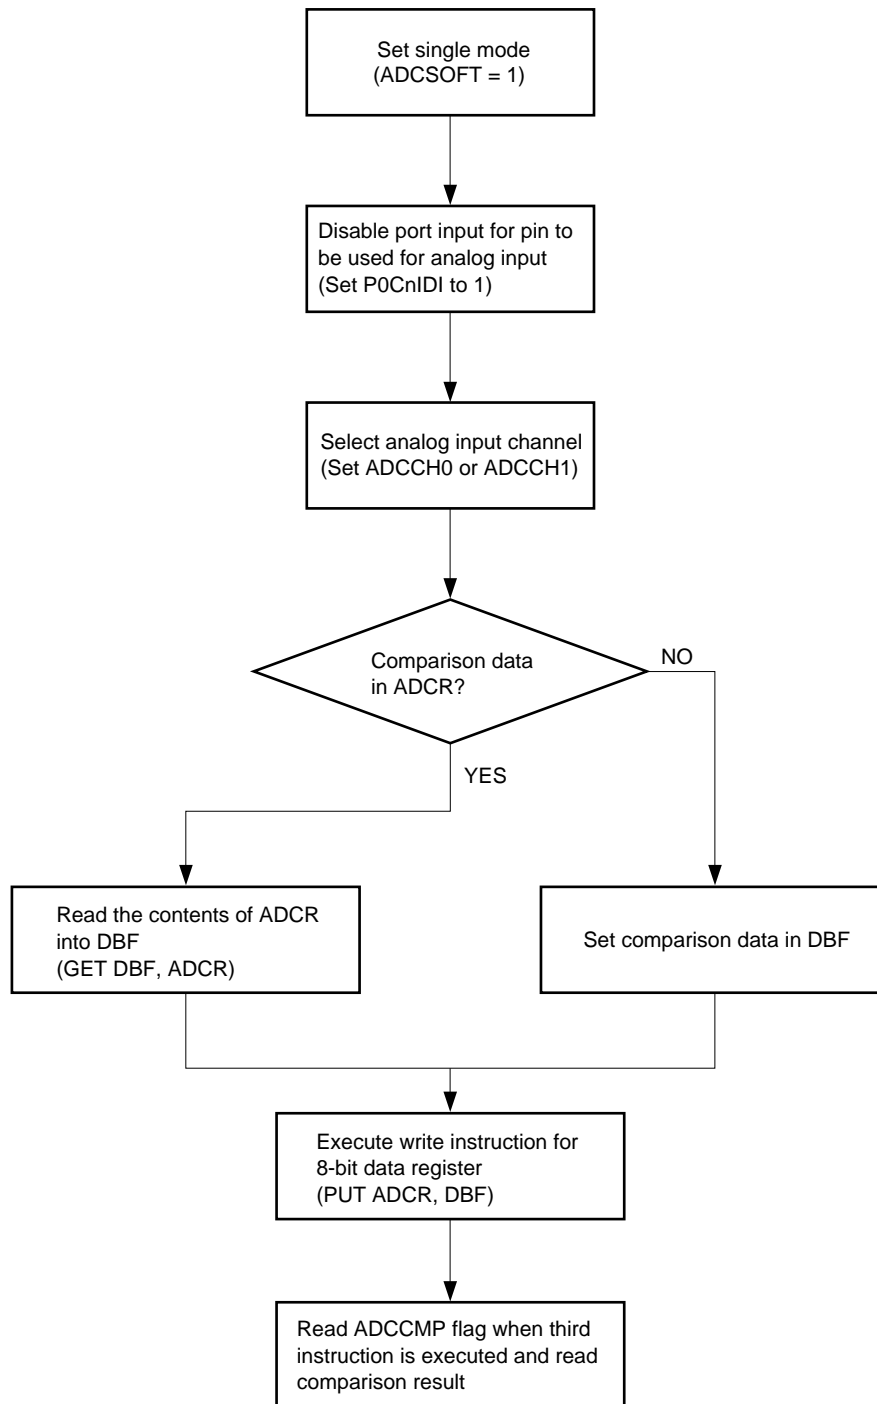 Set single mode
(ADCSOFT = 1)
Disable port input for pin to
be used for analog input
(Set P0CnIDI to 1)
Select analog input channel
(Set ADCCH0 or ADCCH1)
Comparison data
in ADCR?
NO
YES
Read the contents of ADCR
into DBF
(GET DBF, ADCR)
Set comparison data in DBF
Execute write instruction for
8-bit data register
(PUT ADCR, DBF)
Read ADCCMP flag when third
instruction is executed and read
comparison result